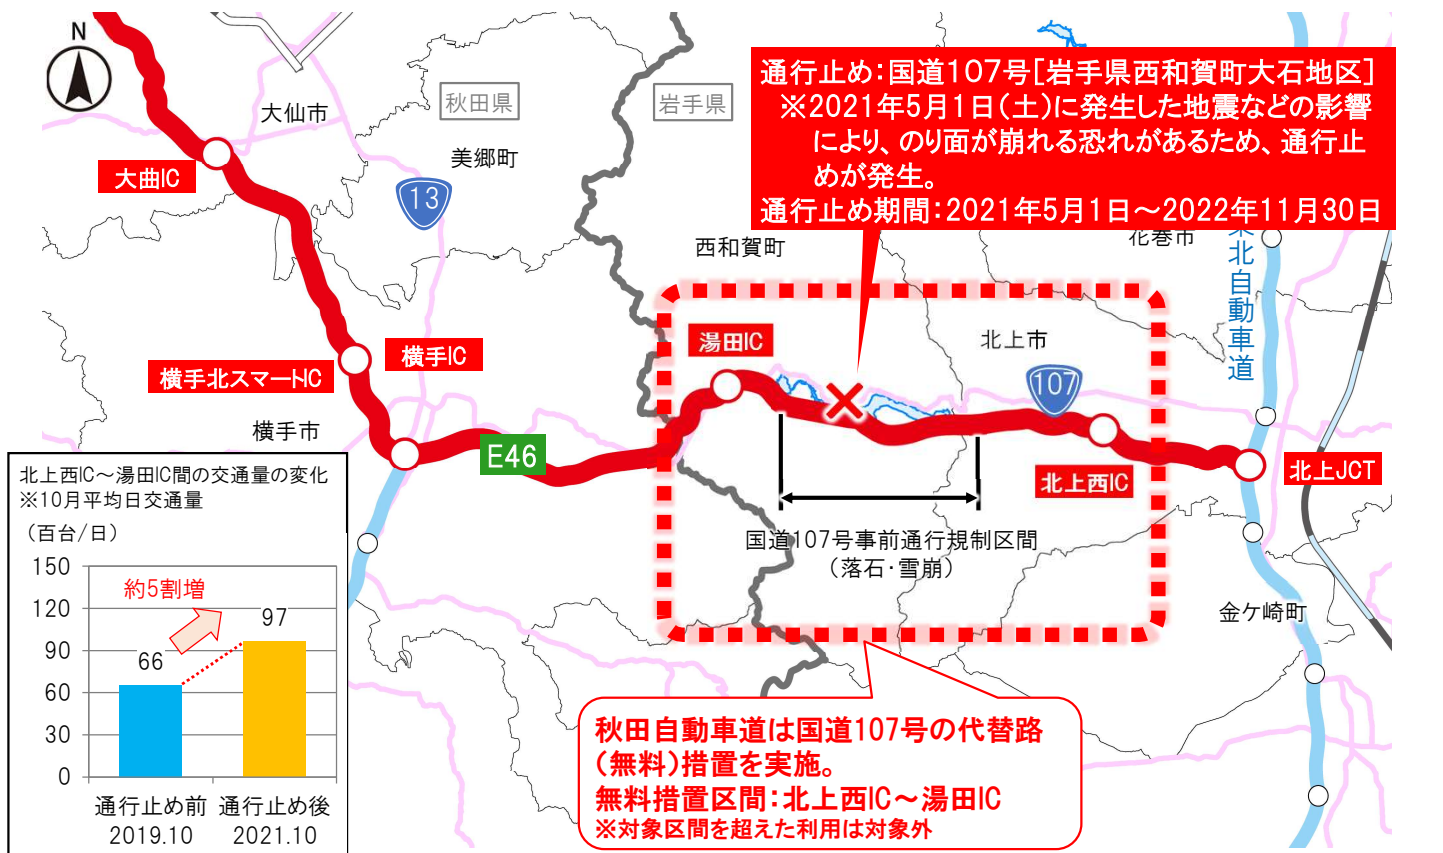 N
大仙市
秋田県
岩手県
美郷町
大曲IC
13
通行止め:国道107号[岩手県西和賀町大石地区]
※2021年5月1日(土)に発生した地震などの影響
により、のり面が崩れる恐れがあるため、通行止
めが発生。
通行止め期間:2021年5月1日～2022年11月30日
西和賀町
花巻市
東北自動車道
湯田IC
北上市
横手IC
横手北スマートIC
107
横手市
E46
北上西IC
北上JCT
国道107号事前通行規制区間
(落石・雪崩)
金ケ崎町
北上西IC～湯田IC間の交通量の変化
※10月平均日交通量
(百台/日)
150
120
90
60
30
0
約5割増
66
97
通行止め前
2019.10
通行止め後
2021.10
秋田自動車道は国道107号の代替路
(無料)措置を実施。
無料措置区間:北上西IC～湯田IC
※対象区間を超えた利用は対象外